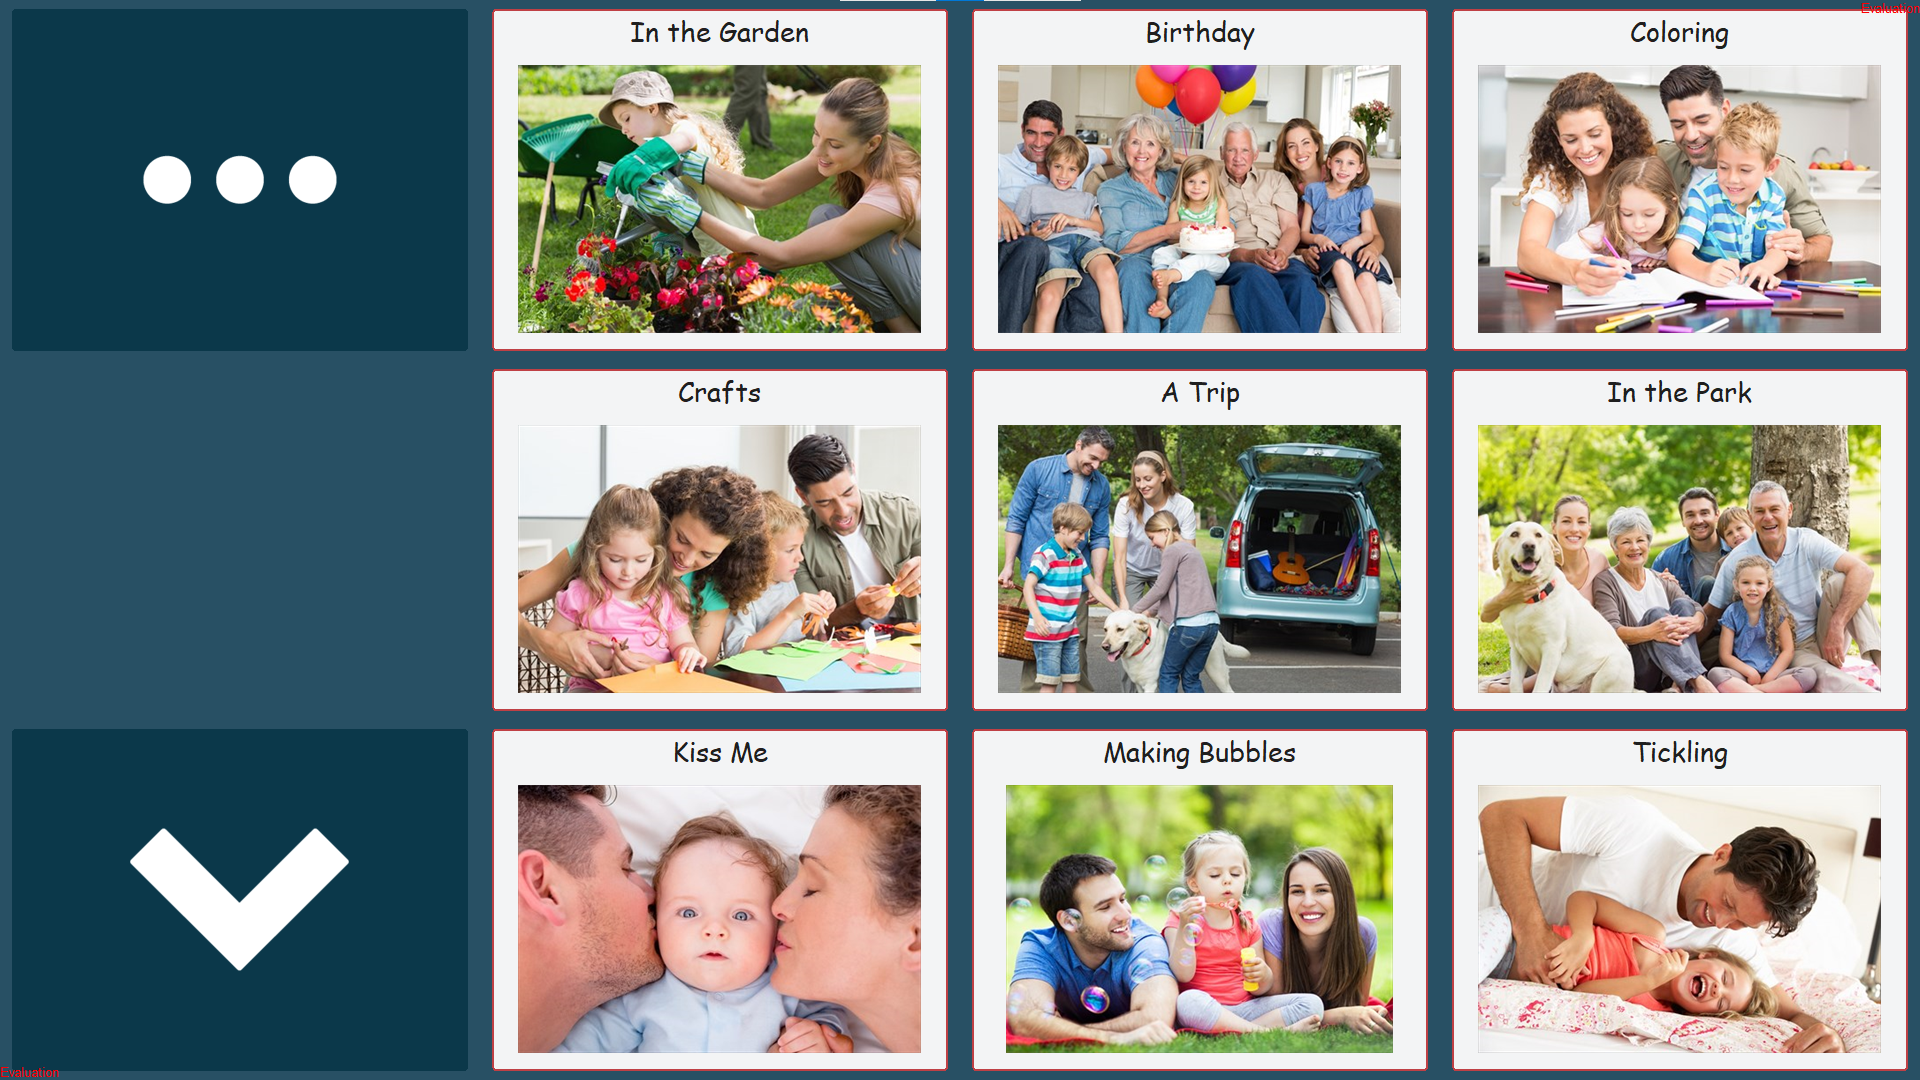 Evaluation
In the Garden
Birthday
Coloring
Crafts
A Trip
In the Park
Kiss Me
Making Bubbles
Tickling
Evaluation